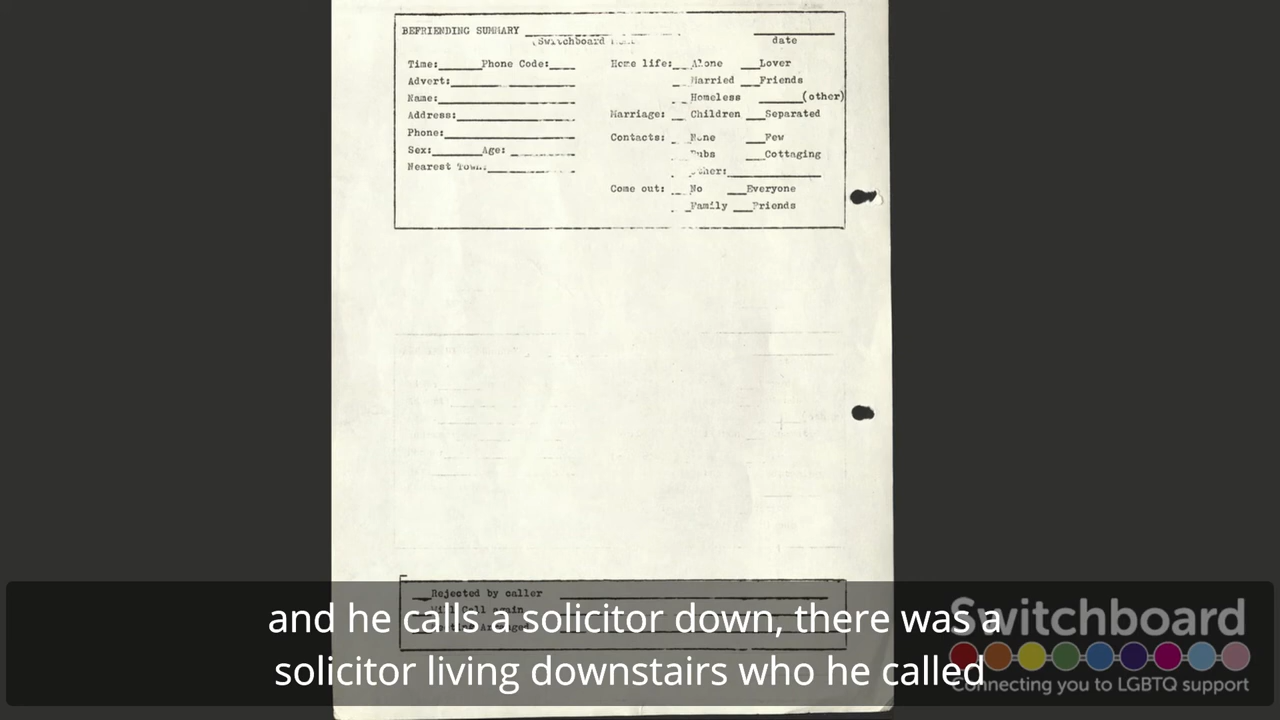 BEFRIENDING SUMMARY
(Switchboard
date
Time: Phone Code: Home life: Alone Lover
Advert: Married Friends
Name: Homeless (other)
Address: Marriage: Children Separated
Phone: Contacts: None Few
Sex: Age: Pubs Cottaging
Nearest Town: Other:
Come out: No Everyone
Family Friends
Rejected by caller
Will Call again
and he calls a solicitor down, there was a
solicitor living downstairs who he called
Switchboard
Connecting you to LGBTQ support